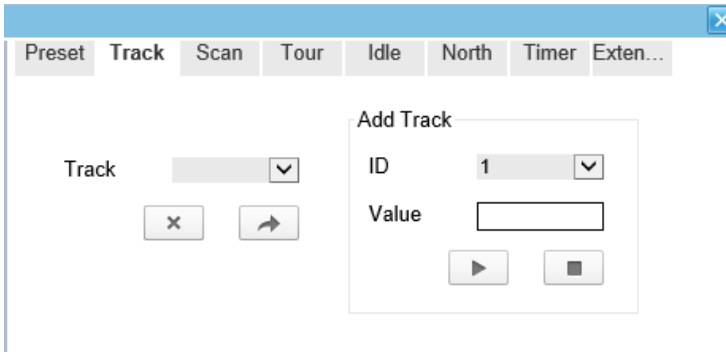 Preset Track Scan Tour Idle North Timer Exten...
Add Track
Track
ID 1
Value